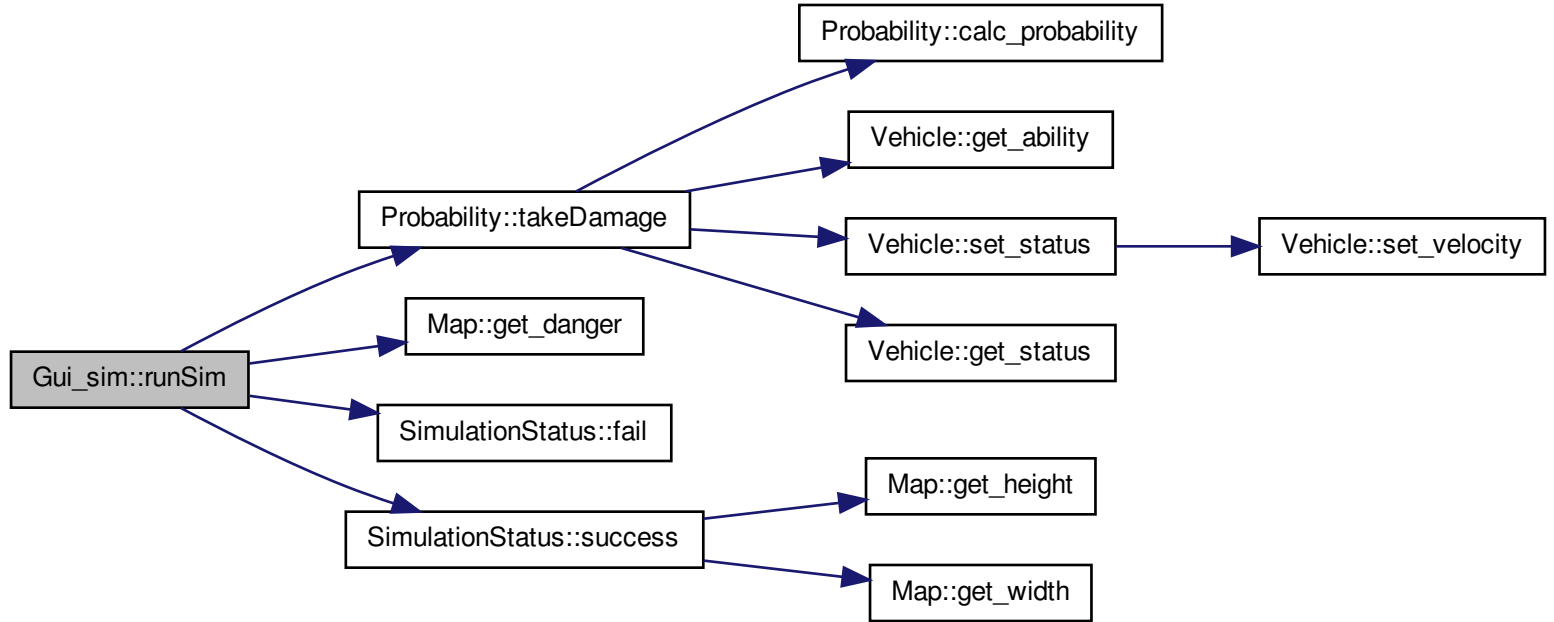 Probability::calc_probability
Vehicle::get_ability
Probability::takeDamage
Vehicle::set_status
Vehicle::set_velocity
Map::get_danger
Vehicle::get_status
Gui_sim::runSim
SimulationStatus::fail
Map::get_height
SimulationStatus::success
Map::get_width